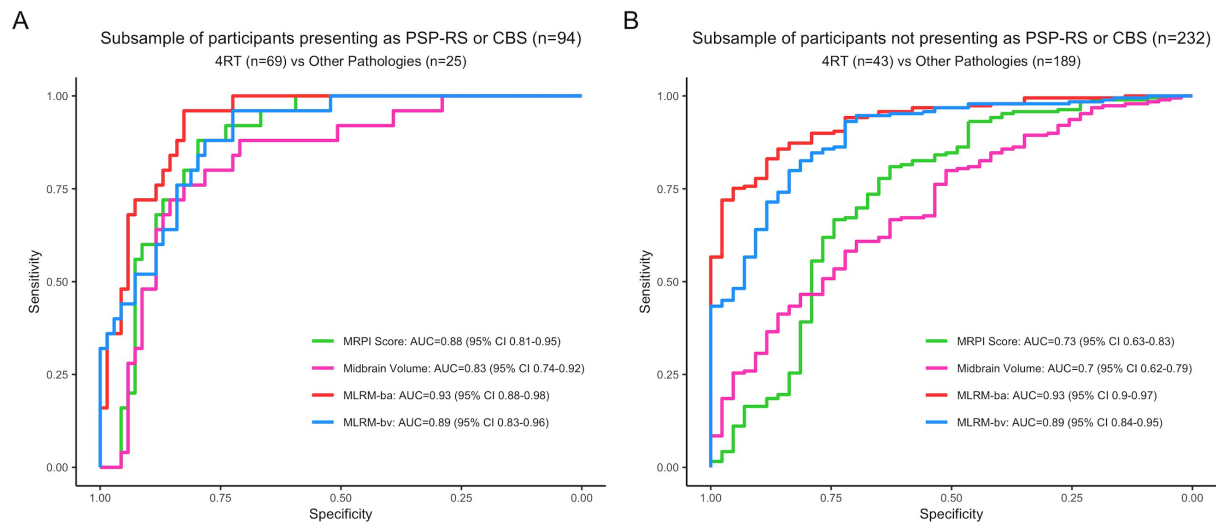 A
Subsample of participants presenting as PSP-RS or CBS (n=94)
4RT (n=69) vs Other Pathologies (n=25)
1.00
0.75
0.50
0.25
0.00
Sensitivity
MRPI Score: AUC=0.88 (95% CI 0.81-0.95)
Midbrain Volume: AUC=0.83 (95% CI 0.74-0.92)
MLRM-ba: AUC=0.93 (95% CI 0.88-0.98)
MLRM-bv: AUC=0.89 (95% CI 0.83-0.96)
1.00 0.75 0.50 0.25 0.00
Specificity
B
Subsample of participants not presenting as PSP-RS or CBS (n=232)
4RT (n=43) vs Other Pathologies (n=189)
1.00
0.75
0.50
0.25
0.00
Sensitivity
MRPI Score: AUC=0.73 (95% CI 0.63-0.83)
Midbrain Volume: AUC=0.7 (95% CI 0.62-0.79)
MLRM-ba: AUC=0.93 (95% CI 0.9-0.97)
MLRM-bv: AUC=0.89 (95% CI 0.84-0.95)
1.00 0.75 0.50 0.25 0.00
Specificity